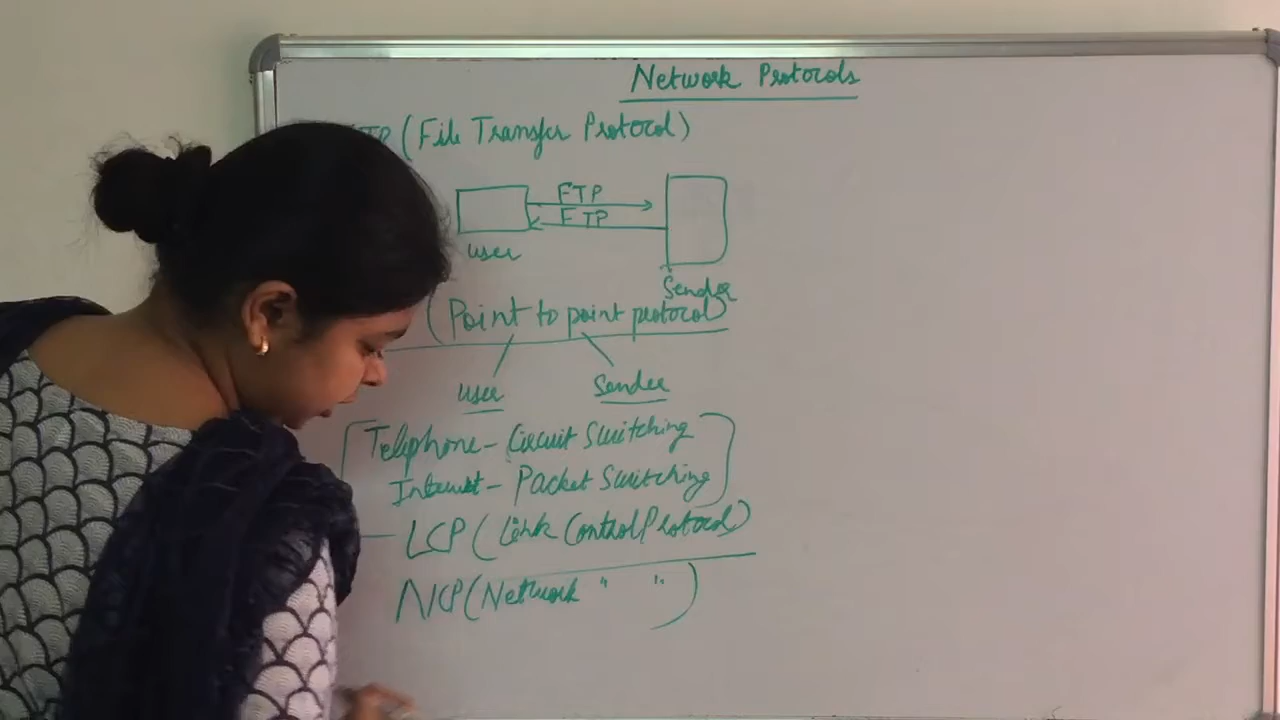 Network Protocols
(File Transfer Protocol)
FTP
FTP
user
Sender
(Point to point protocol)
user Sender
Telephone - Circuit Switching
Internet - Packet Switching
LCP (Link Control Protocol)
NCP (Network " ")